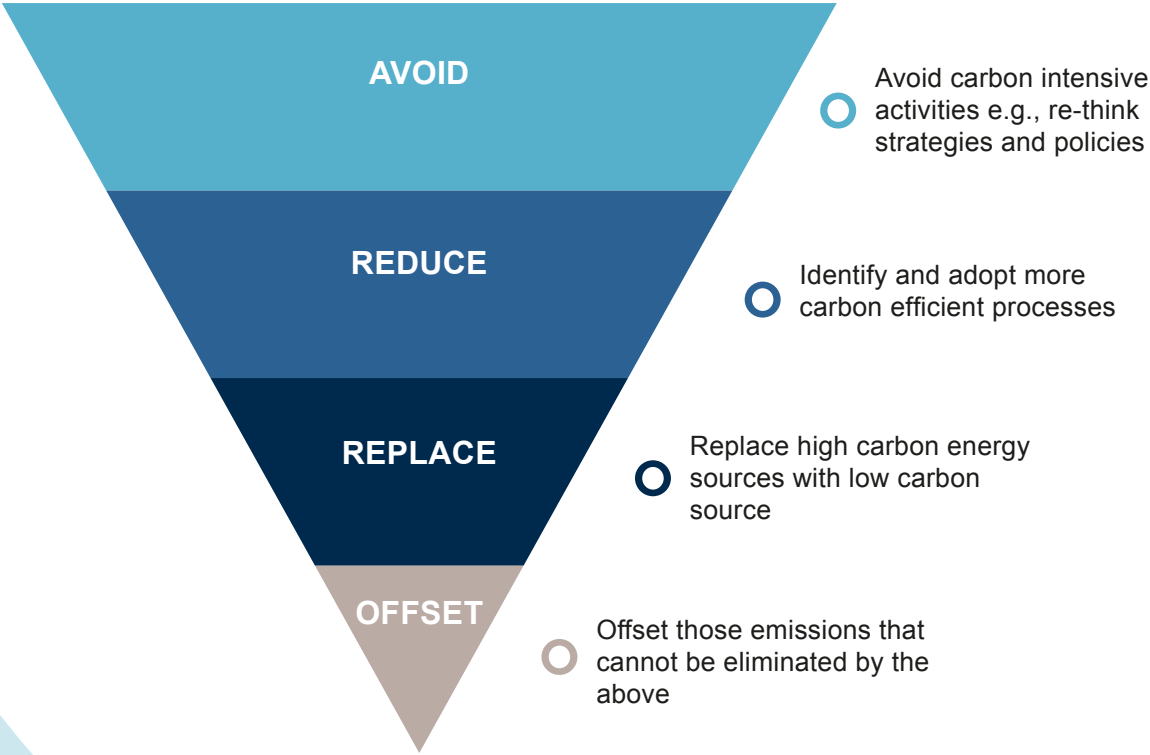 AVOID
Avoid carbon intensive
activities e.g., re-think
strategies and policies
REDUCE
Identify and adopt more
carbon efficient processes
REPLACE
Replace high carbon energy
sources with low carbon
source
OFFSET
Offset those emissions that
cannot be eliminated by the
above